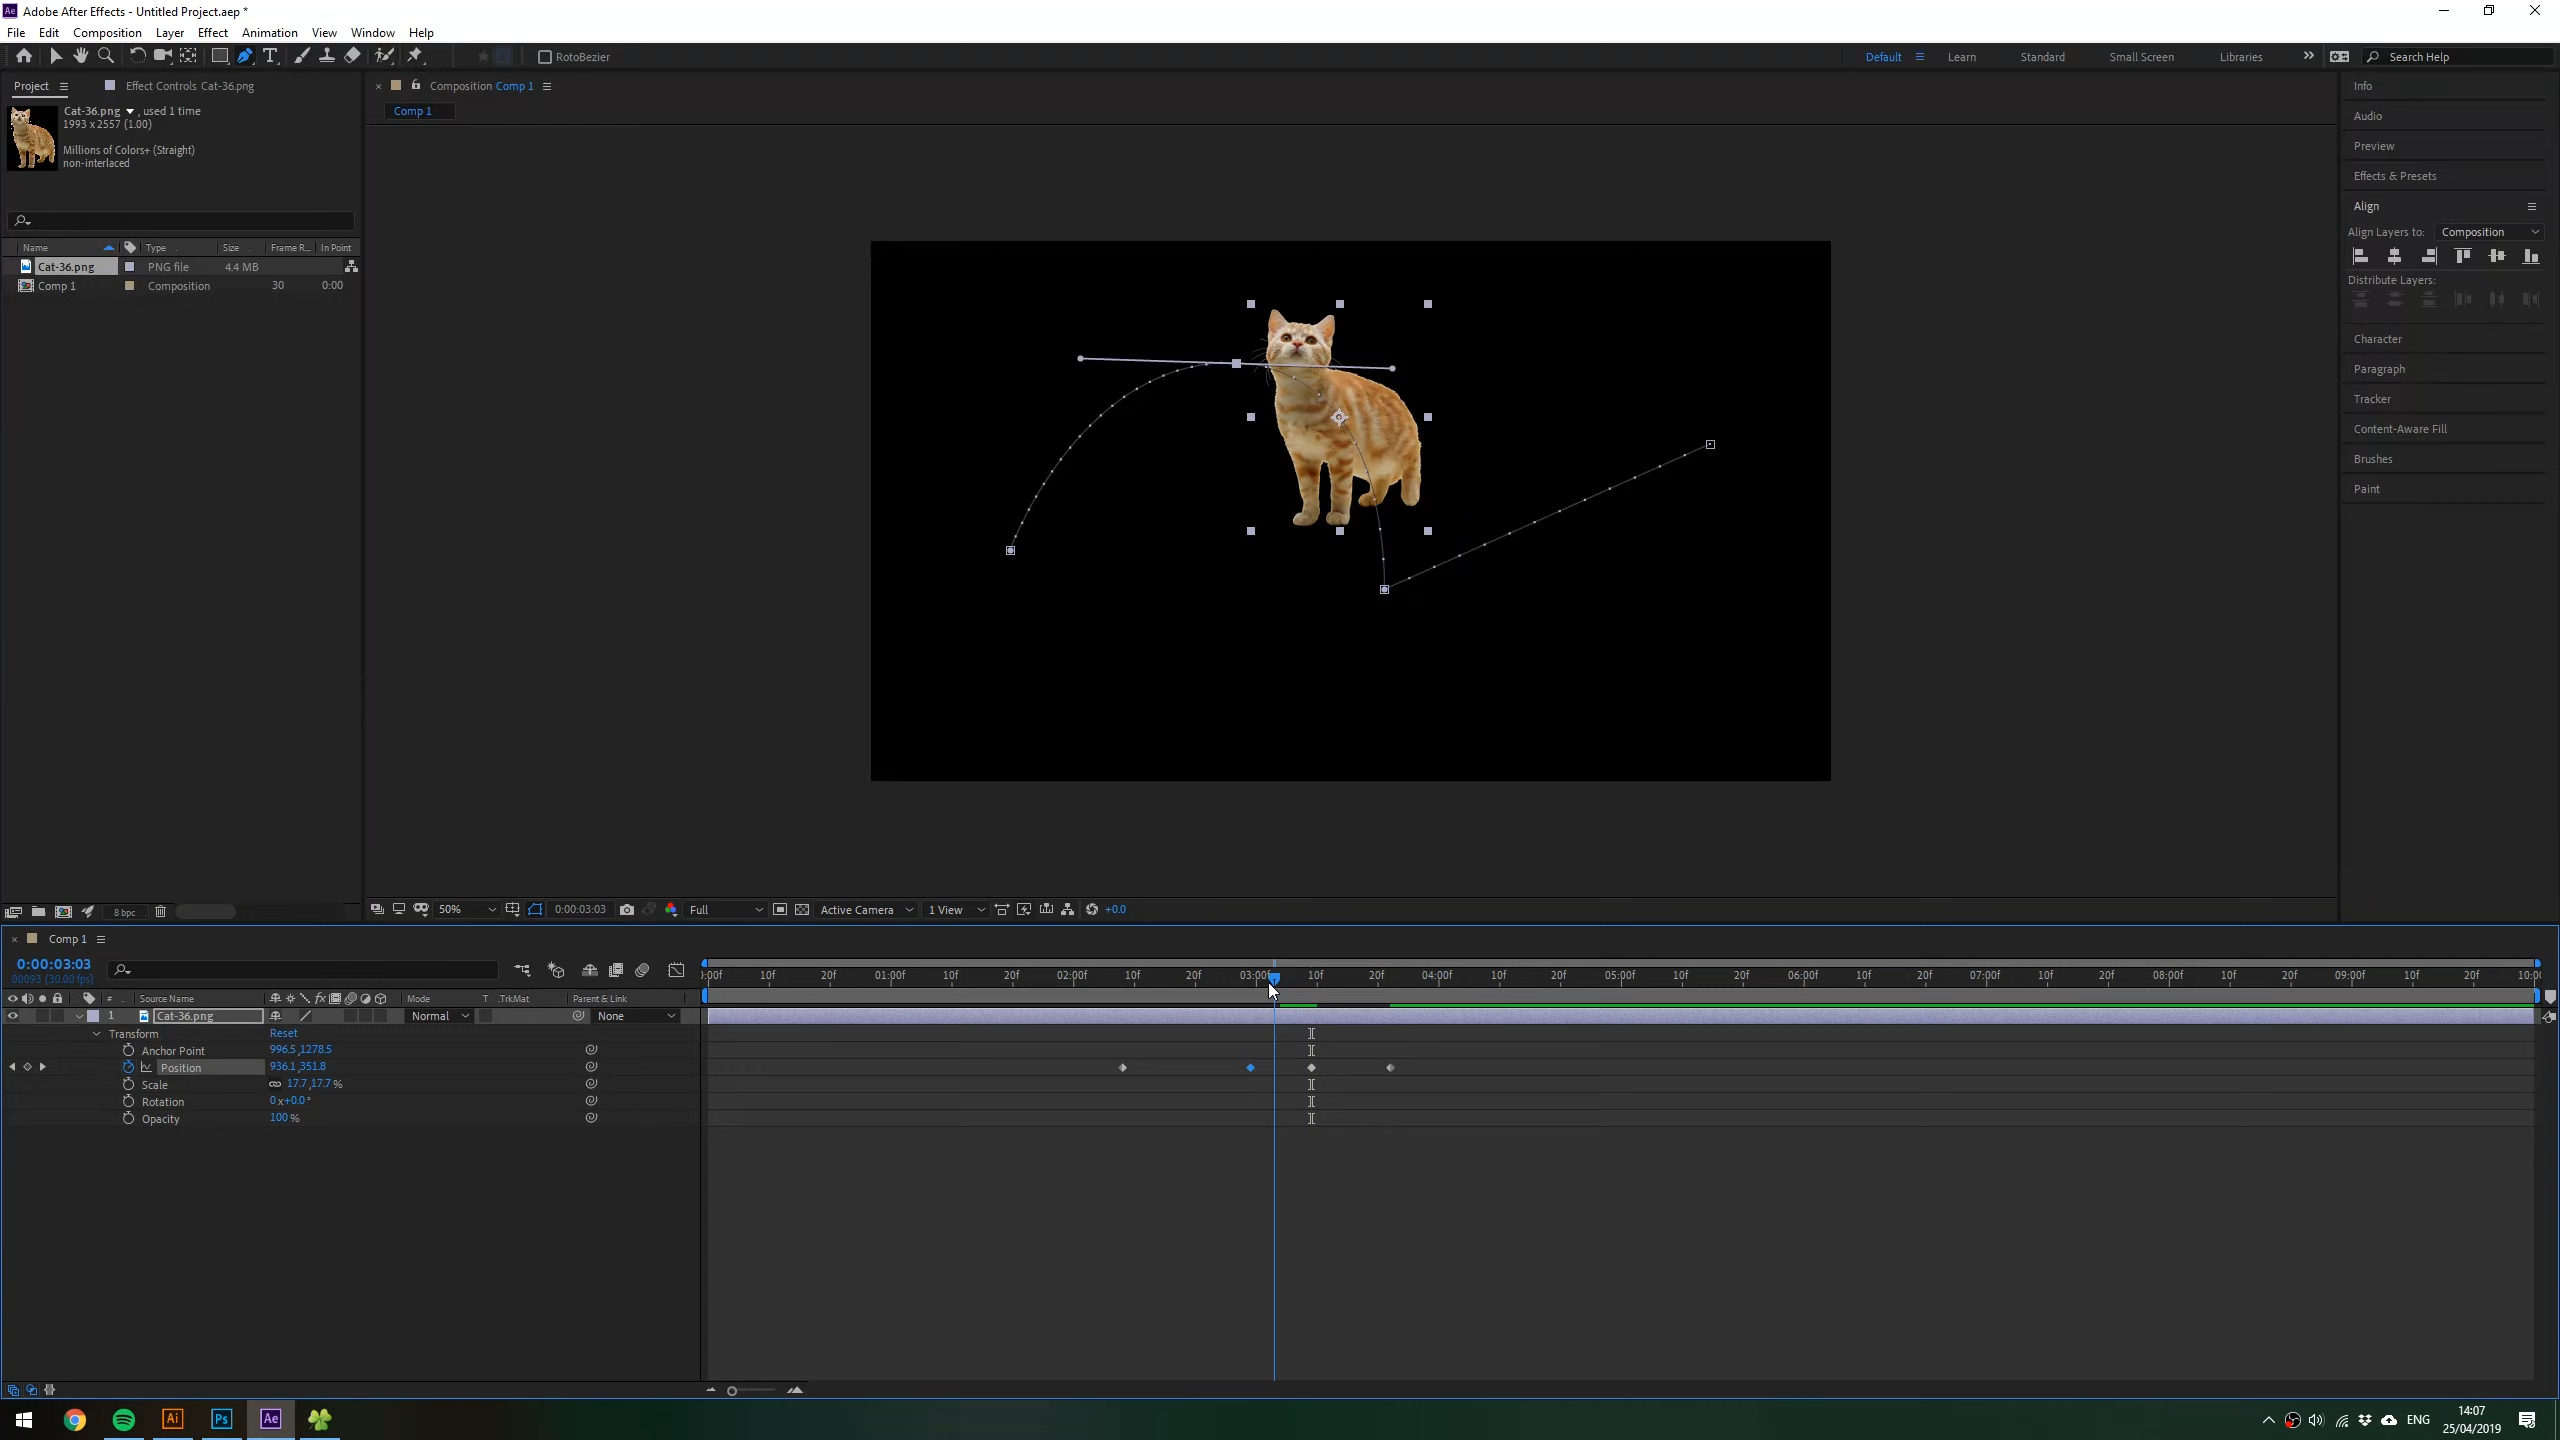 Ae Adobe After Effects - Untitled Project.aep *
File Edit Composition Layer Effect Animation View Window Help
T RotoBezier Default Learn Standard Small Screen Libraries Search Help
Project Effect Controls Cat-36.png
Composition Comp 1
Comp 1
Cat-36.png , used 1 time
1993 x 2557 (1.00)
Millions of Colors+ (Straight)
non-interlaced
Name Type Size Frame R... In Point
Cat-36.png PNG file 4.4 MB
Comp 1 Composition 30 0:00
Info
Audio
Preview
Effects & Presets
Align
Align Layers to: Composition
Distribute Layers:
Character
Paragraph
Tracker
Content-Aware Fill
Brushes
Paint
8 bpc
50% 0:00:03:03 Full Active Camera 1 View +0.0
Comp 1
0:00:03:03
00093 (30.00 fps)
# Source Name fx Mode T .TrkMat Parent & Link
):00f 10f 20f 01:00f 10f 20f 02:00f 10f 20f 03:00f 10f 20f 04:00f 10f 20f 05:00f 10f 20f 06:00f 10f 20f 07:00f 10f 20f 08:00f 10f 20f 09:00f 10f 20f 10:0(
1 Cat-36.png Normal None
Transform Reset
Anchor Point 996.5,1278.5
Position 936.1,351.8
Scale 17.7,17.7 %
Rotation 0 x+0.0 °
Opacity 100 %
Ai Ps Ae
ENG
14:07
25/04/2019